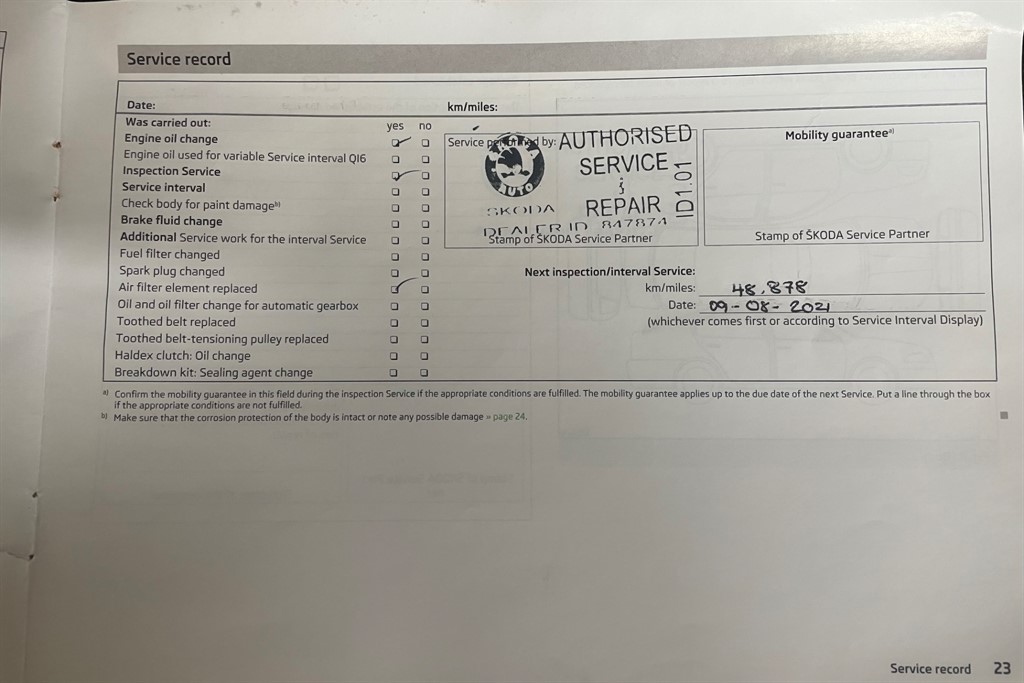 Service record
Date: km/miles:
Was carried out: yes no
Engine oil change
Engine oil used for variable Service interval QI6
Inspection Service
Service interval
Check body for paint damage b)
Brake fluid change
Additional Service work for the interval Service
Fuel filter changed
Spark plug changed
Air filter element replaced
Oil and oil filter change for automatic gearbox
Toothed belt replaced
Toothed belt-tensioning pulley replaced
Haldex clutch: Oil change
Breakdown kit: Sealing agent change
Service performed by:
AUTHORISED
SERVICE
&
REPAIR
ID1.01
AUTO
SKODA
DEALER ID 847874
Stamp of ŠKODA Service Partner
Mobility guarantee a)
Stamp of ŠKODA Service Partner
Next inspection/interval Service:
km/miles: 48.878
Date: 09-08-2021
(whichever comes first or according to Service Interval Display)
a) Confirm the mobility guarantee in this field during the inspection Service if the appropriate conditions are fulfilled. The mobility guarantee applies up to the due date of the next Service. Put a line through the box
if the appropriate conditions are not fulfilled.
b) Make sure that the corrosion protection of the body is intact or note any possible damage » page 24.
Service record 23